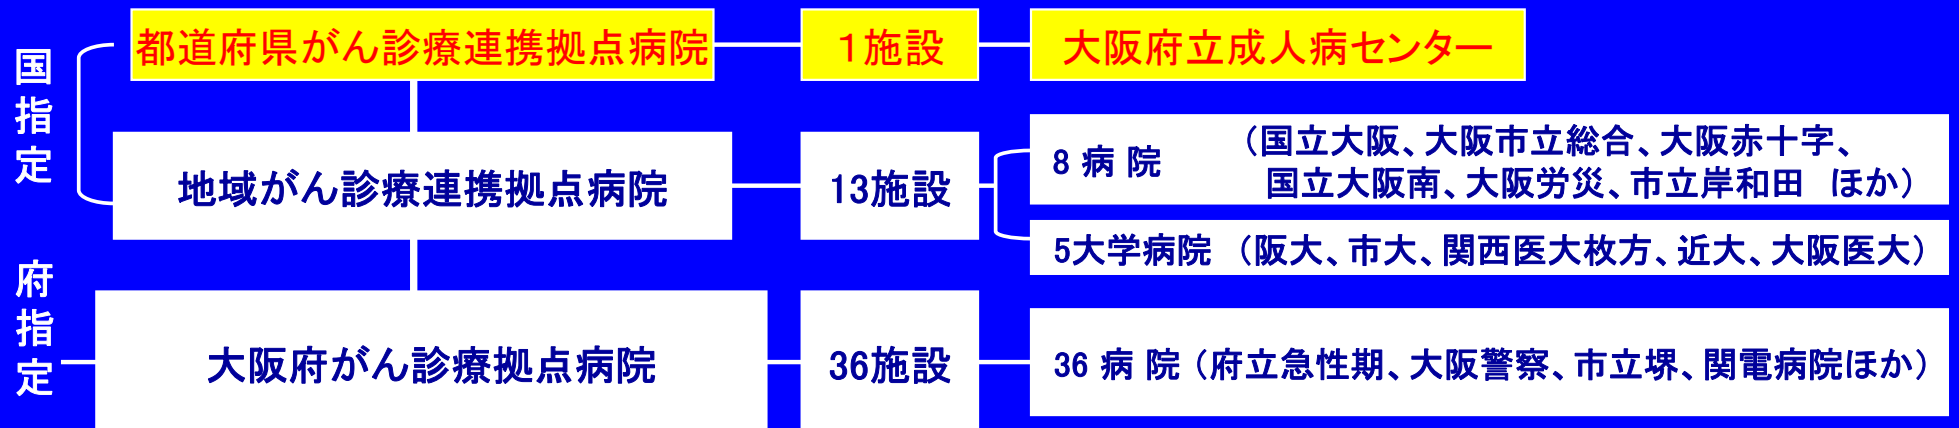 国指定
都道府県がん診療連携拠点病院
1施設
大阪府立成人病センター
地域がん診療連携拠点病院
13施設
8 病 院 （国立大阪、大阪市立総合、大阪赤十字、
国立大阪南、大阪労災、市立岸和田 ほか）
5大学病院 （阪大、市大、関西医大枚方、近大、大阪医大）
府指定
大阪府がん診療拠点病院
36施設
36 病 院 （府立急性期、大阪警察、市立堺、関電病院ほか）